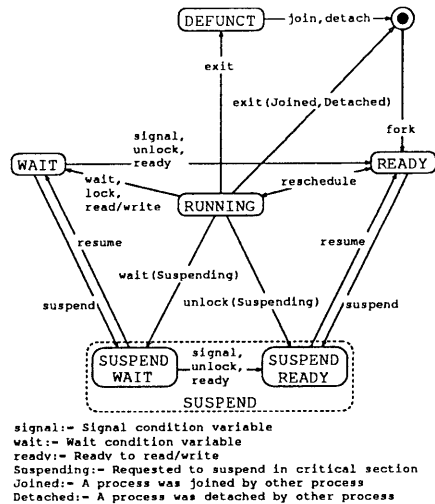 DEFUNCT
join,detach
exit
exit(Joined,Detached)
fork
signal,
unlock,
ready
WAIT
READY
wait,
lock,
read/write
RUNNING
reschedule
resume
resume
wait(Suspending)
suspend
unlock(Suspending)
suspend
SUSPEND
WAIT
signal,
unlock,
ready
SUSPEND
READY
SUSPEND
signal:- Signal condition variable
wait:- Wait condition variable
ready:- Ready to read/write
Suspending:- Requested to suspend in critical section
Joined:- A process was joined by other process
Detached:- A process was detached by other process